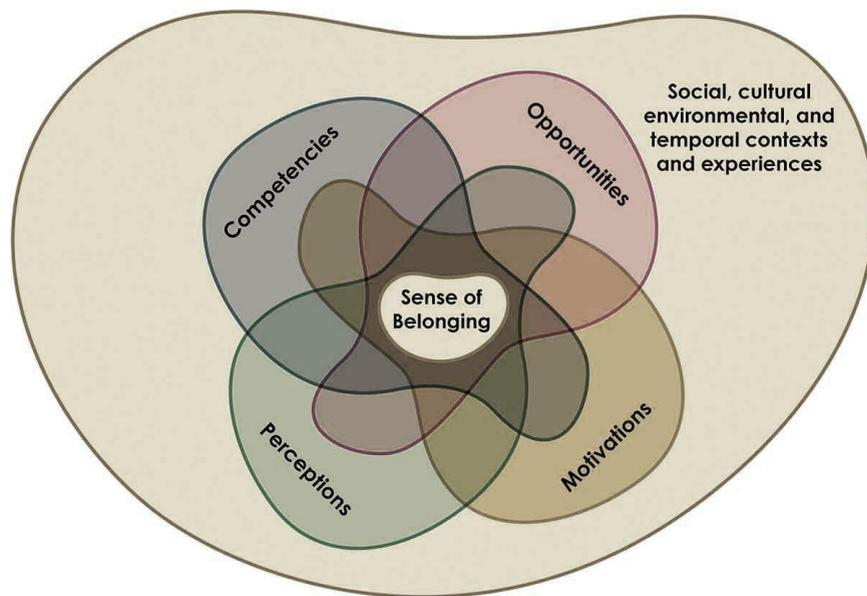 Social, cultural
environmental, and
temporal contexts
and experiences
Opportunities
Competencies
Sense of
Belonging
Perceptions
Motivations